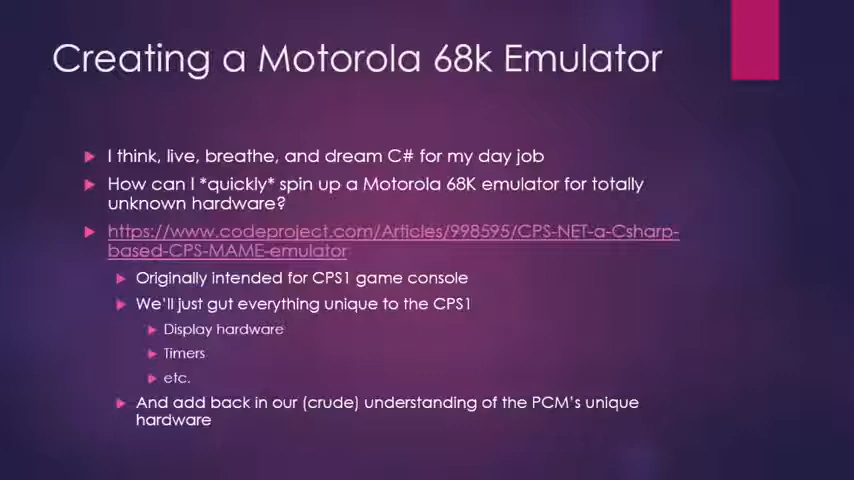 Creating a Motorola 68k Emulator
I think, live, breathe, and dream C# for my day job
How can I *quickly* spin up a Motorola 68K emulator for totally
unknown hardware?
https://www.codeproject.com/Articles/998595/CPS-NET-a-Csharp-
based-CPS-MAME-emulator
Originally intended for CPS1 game console
We'll just gut everything unique to the CPS1
Display hardware
Timers
etc.
And add back in our (crude) understanding of the PCM's unique
hardware